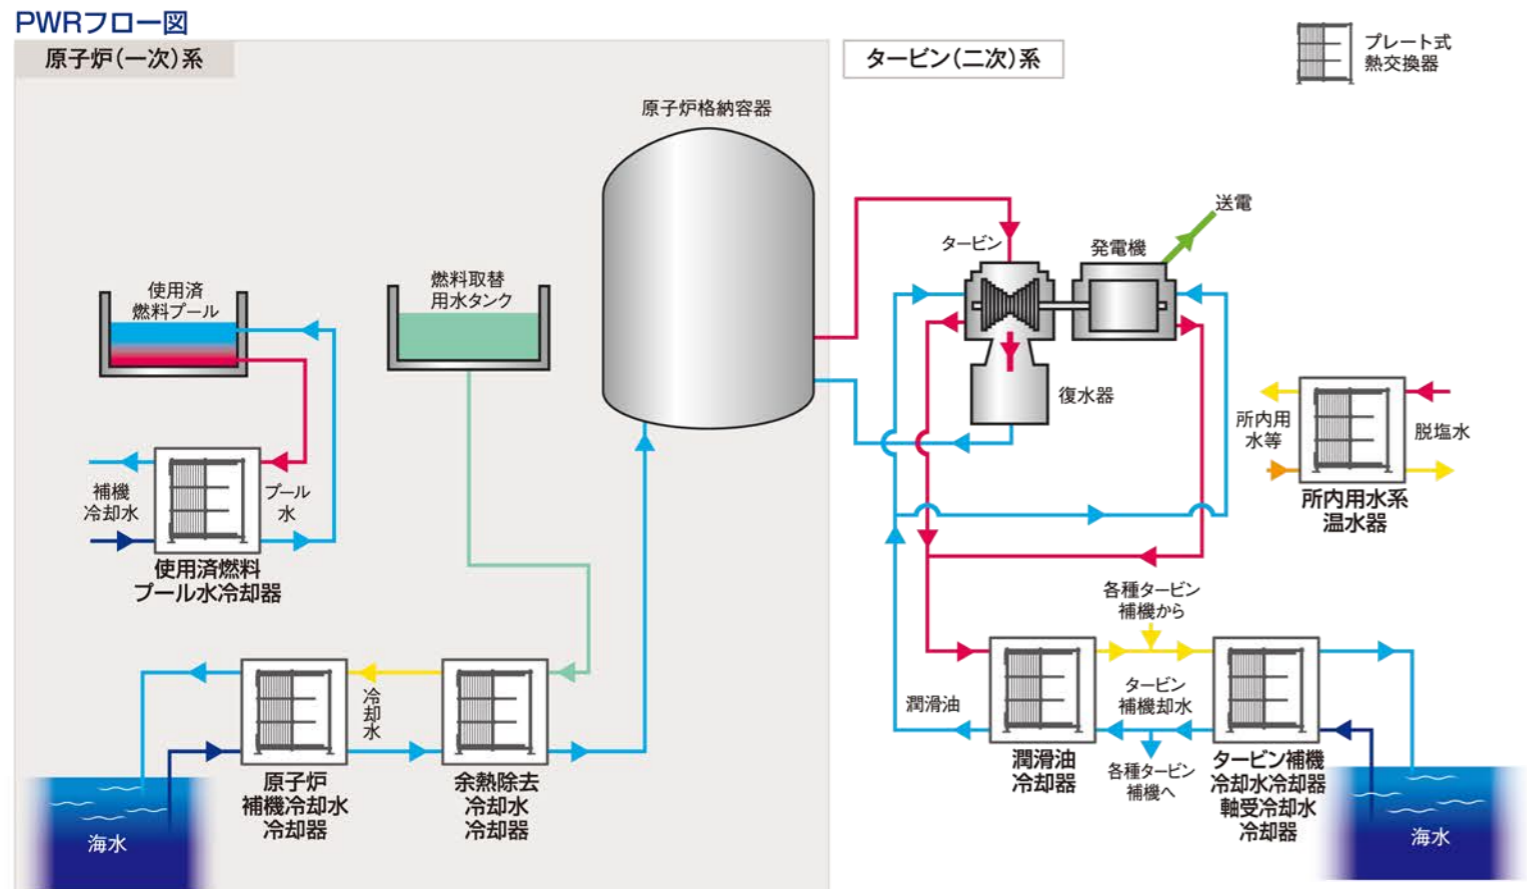 PWRフロー図
原子炉(一次)系
タービン(二次)系
プレート式
熱交換器
原子炉格納容器
送電
タービン
発電機
使用済
燃料プール
燃料取替
用水タンク
復水器
所内用
水等
脱塩水
所内用水系
温水器
補機
冷却水
プール
水
使用済燃料
プール水冷却器
各種タービン
補機から
冷却水
潤滑油
タービン
補機却水
各種タービン
補機へ
原子炉
補機冷却水
冷却器
余熱除去
冷却水
冷却器
潤滑油
冷却器
タービン補機
冷却水冷却器
軸受冷却水
冷却器
海水
海水